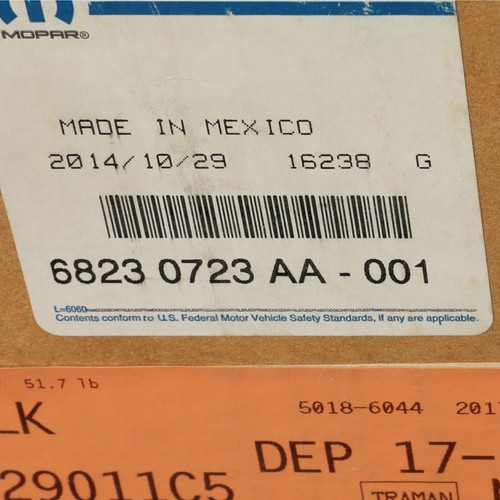 MOPAR®
MADE IN MEXICO
2014/10/29 16238 G
6823 0723 AA - 001
L=6060
Contents conform to U.S. Federal Motor Vehicle Safety Standards, if any are applicable.
51.7 lb
LK
5018-6044 201
DEP 17-
29011C5
TRAMAN